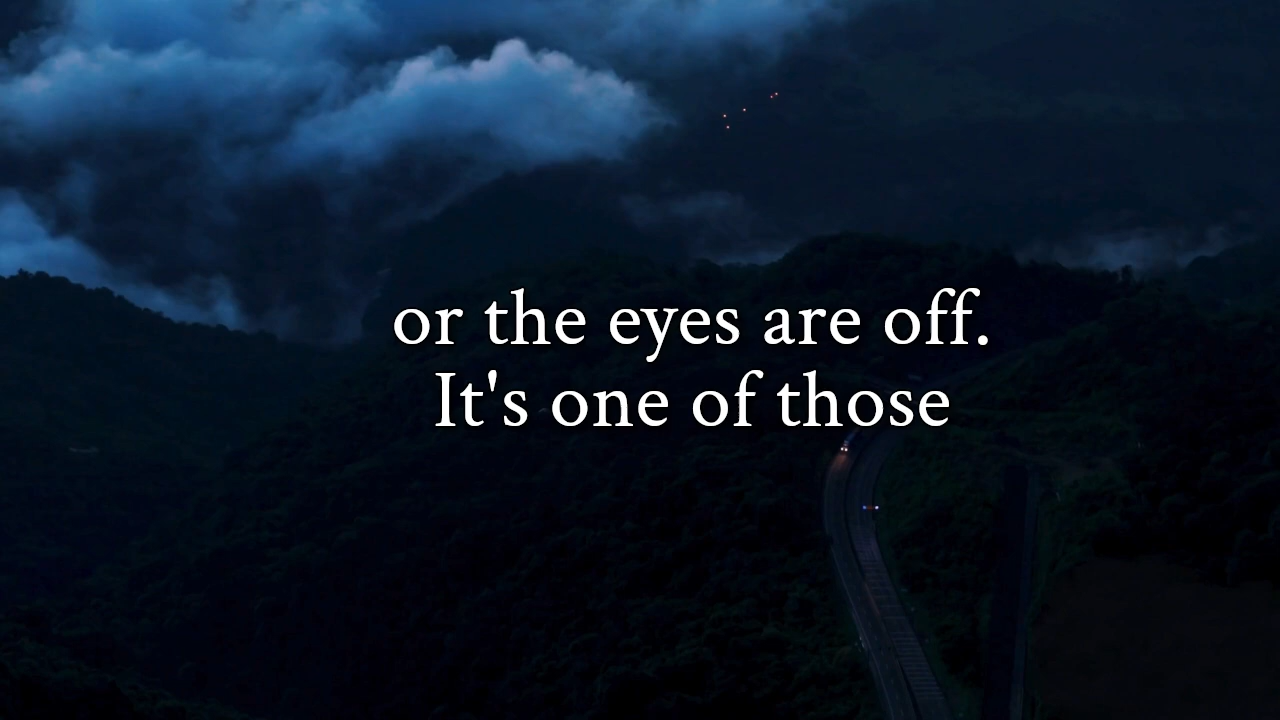 or the eyes are off.
It's one of those